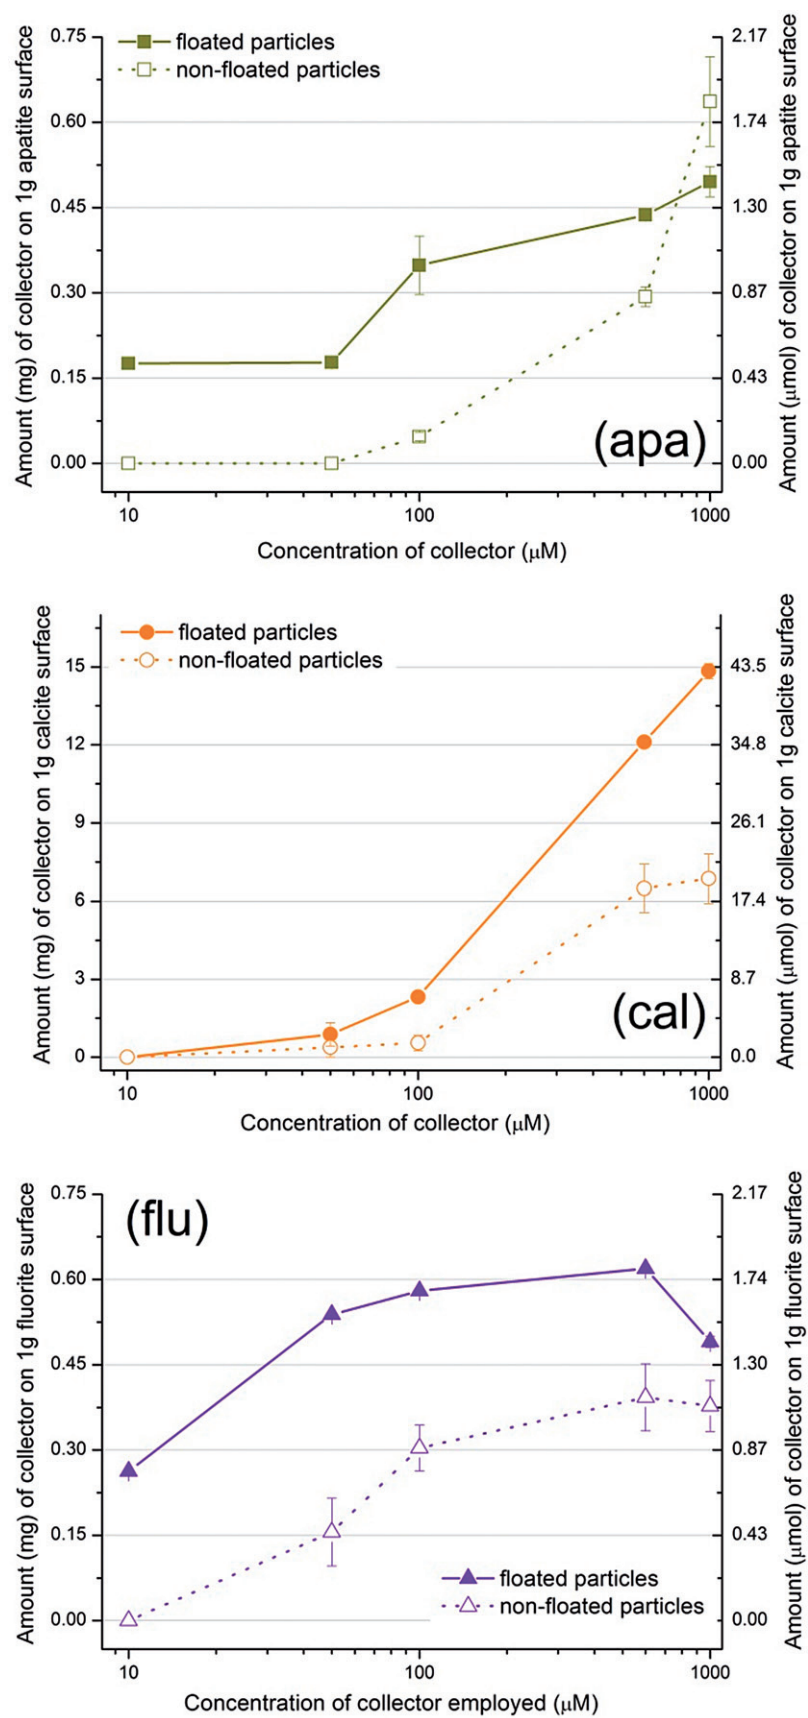 floated particles
non-floated particles
Amount (mg) of collector on 1g apatite surface
0.75
0.60
0.45
0.30
0.15
0.00
2.17
1.74
1.30
0.87
0.43
0.00
Amount (μmol) of collector on 1g apatite surface
(apa)
10
100
1000
Concentration of collector (μM)
floated particles
non-floated particles
Amount (mg) of collector on 1g calcite surface
15
12
9
6
3
0
43.5
34.8
26.1
17.4
8.7
0.0
Amount (μmol) of collector on 1g calcite surface
(cal)
10
100
1000
Concentration of collector (μM)
(flu)
Amount (mg) of collector on 1g fluorite surface
0.75
0.60
0.45
0.30
0.15
0.00
2.17
1.74
1.30
0.87
0.43
0.00
Amount (μmol) of collector on 1g fluorite surface
floated particles
non-floated particles
10
100
1000
Concentration of collector employed (μM)